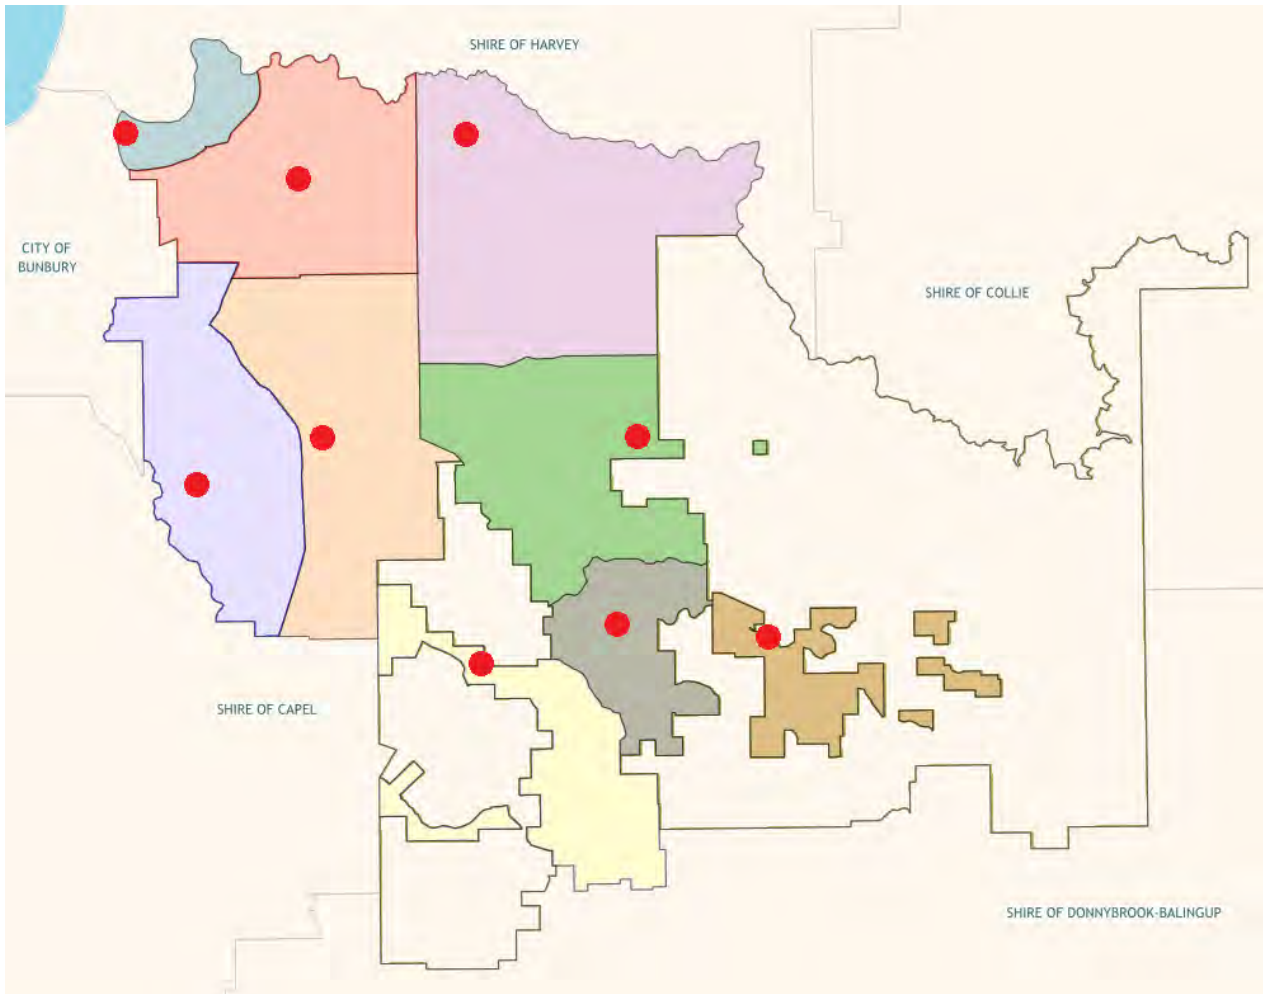 SHIRE OF HARVEY
CITY OF
BUNBURY
SHIRE OF COLLIE
SHIRE OF CAPEL
SHIRE OF DONNYBROOK-BALINGUP